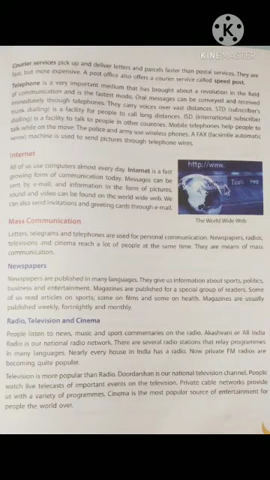 KINEMASTER
Courier services pick up and deliver letters and parcels faster than postal services. They are
fast, but more expensive. A post office also offers a courier service called speed post.
Telephone is a very important medium that has brought about a revolution in the field
of communication and is the fastest mode. Oral messages can be conveyed and received
immediately through telephones. They carry voices over vast distances. STD (subscriber's
trunk dialling) is a facility for people to call long distances. ISD (international subscriber
dialling) is a facility to talk to people in other countries. Mobile telephones help people to
talk while on the move. The police and army use wireless phones. A FAX (facsimile automatic
xerox) machine is used to send pictures through telephone wires.
Internet
All of us use computers almost every day. Internet is a fast
growing form of communication today. Messages can be
sent by e-mail, and information in the form of pictures,
sound and video can be found on the world wide web. We
can also send invitations and greeting cards through e-mail.
http://www.
The World Wide Web
Mass Communication
Letters, telegrams and telephones are used for personal communication. Newspapers, radios,
televisions and cinema reach a lot of people at the same time. They are means of mass
communication.
Newspapers
Newspapers are published in many languages. They give us information about sports, politics,
business and entertainment. Magazines are published for a special group of readers. Some
of us read articles on sports; some on films and some on health. Magazines are usually
published weekly, fortnightly and monthly.
Radio, Television and Cinema
People listen to news, music and sport commentaries on the radio. Akashvani or All India
Radio is our national radio network. There are several radio stations that relay programmes
in many languages. Nearly every house in India has a radio. Now private FM radios are
becoming quite popular.
Television is more popular than Radio. Doordarshan is our national television channel. People
watch live telecasts of important events on the television. Private cable networks provide
us with a variety of programmes. Cinema is the most popular source of entertainment for
people the world over.